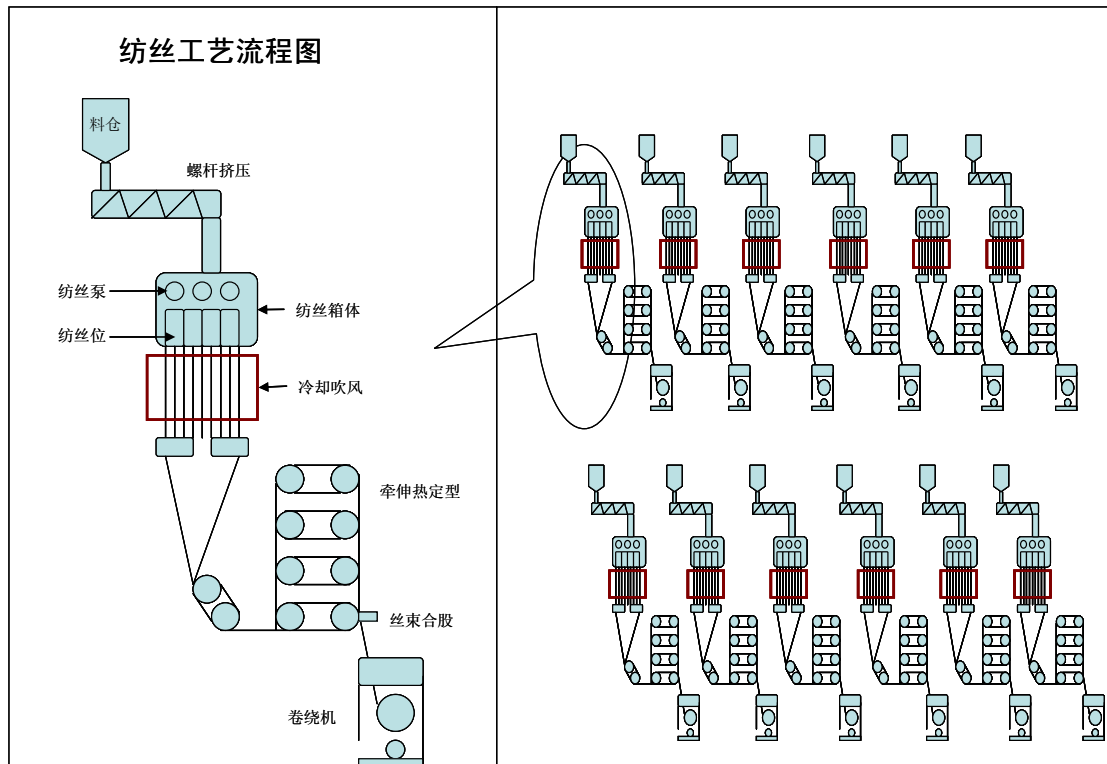 纺丝工艺流程图
料仓
螺杆挤压
纺丝泵
纺丝箱体
纺丝位
冷却吹风
牵伸热定型
丝束合股
卷绕机